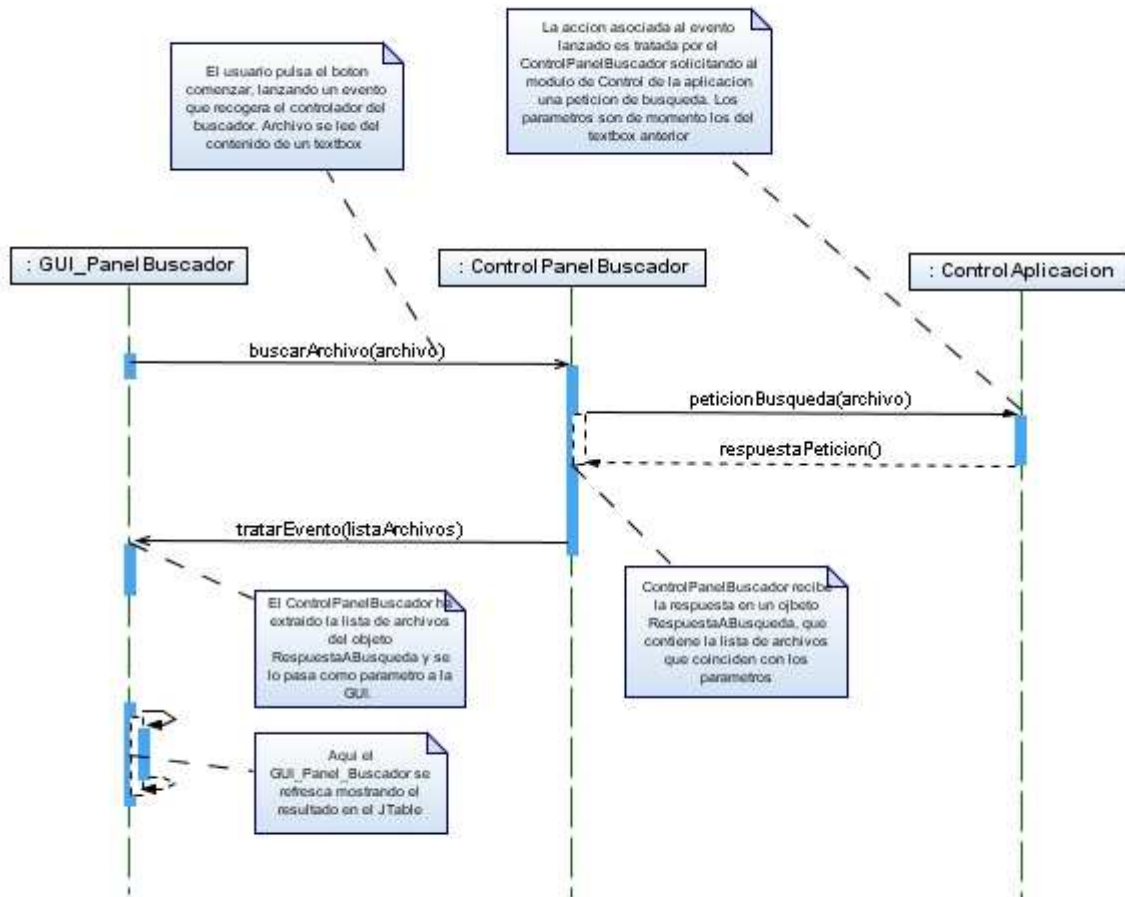 El usuario pulsa el boton
comenzar, lanzando un evento
que recogera el controlador del
buscador. Archivo se lee del
contenido de un textbox
La accion asociada al evento
lanzado es tratada por el
ControlPanelBuscador solicitando al
modulo de Control de la aplicacion
una peticion de busqueda. Los
parametros son de momento los del
textbox anterior
: GUI_PanelBuscador
: ControlPanelBuscador
: ControlAplicacion
buscarArchivo(archivo)
peticionBusqueda(archivo)
respuestaPeticion()
tratarEvento(listaArchivos)
El ControlPanelBuscador ha
extraido la lista de archivos
del objeto
RespuestaABusqueda y se
lo pasa como parametro a la
GUI.
ControlPanelBuscador recibe
la respuesta en un ojbeto
RespuestaABusqueda, que
contiene la lista de archivos
que coinciden con los
parametros
Aqui el
GUI_Panel_Buscador se
refresca mostrando el
resultado en el JTable